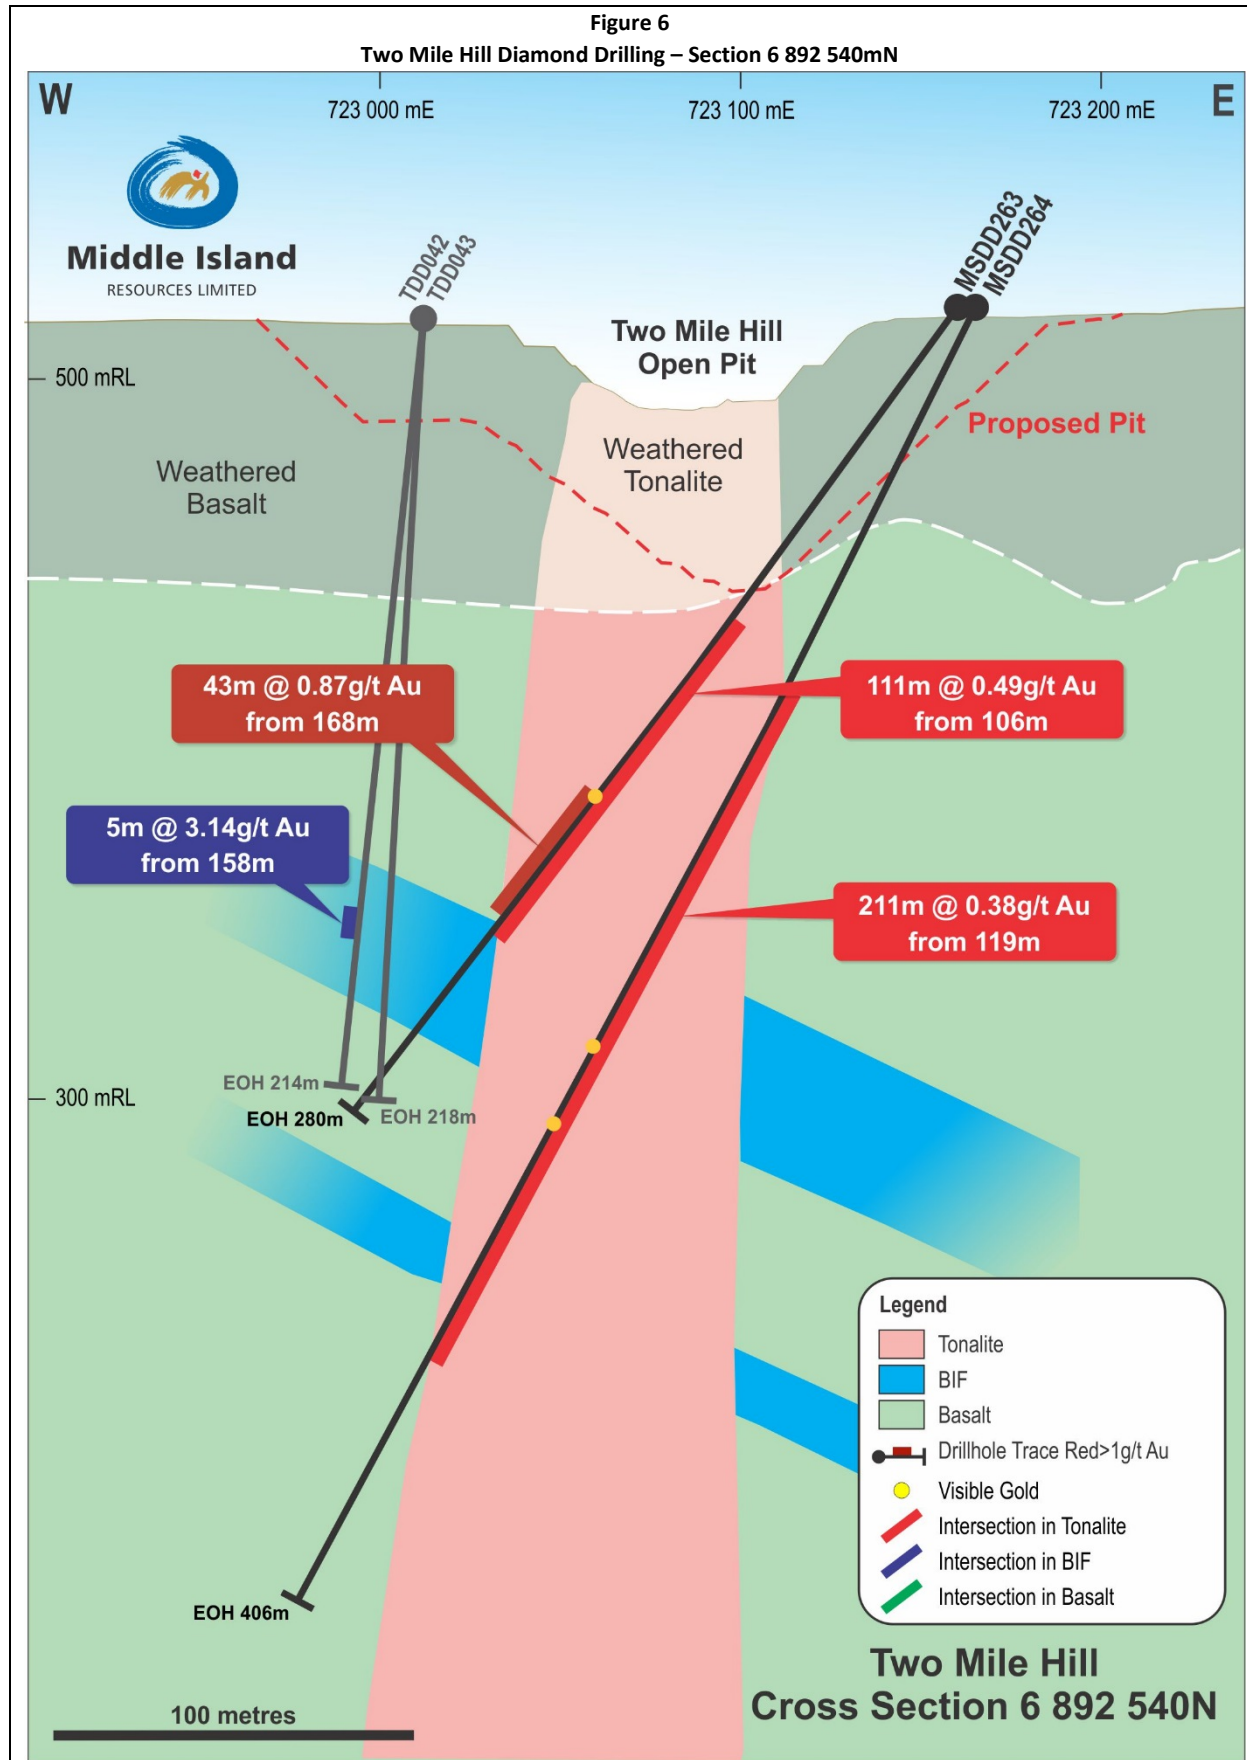 Figure 6
Two Mile Hill Diamond Drilling – Section 6 892 540mN
W
723 000 mE
723 100 mE
723 200 mE
E
Middle Island
RESOURCES LIMITED
TDD042
TDD043
MSDD263
MSDD264
Two Mile Hill
Open Pit
500 mRL
Proposed Pit
Weathered
Basalt
Weathered
Tonalite
43m @ 0.87g/t Au
from 168m
111m @ 0.49g/t Au
from 106m
5m @ 3.14g/t Au
from 158m
211m @ 0.38g/t Au
from 119m
300 mRL
EOH 214m
EOH 280m
EOH 218m
EOH 406m
Legend
Tonalite
BIF
Basalt
Drillhole Trace Red>1g/t Au
Visible Gold
Intersection in Tonalite
Intersection in BIF
Intersection in Basalt
Two Mile Hill
Cross Section 6 892 540N
100 metres